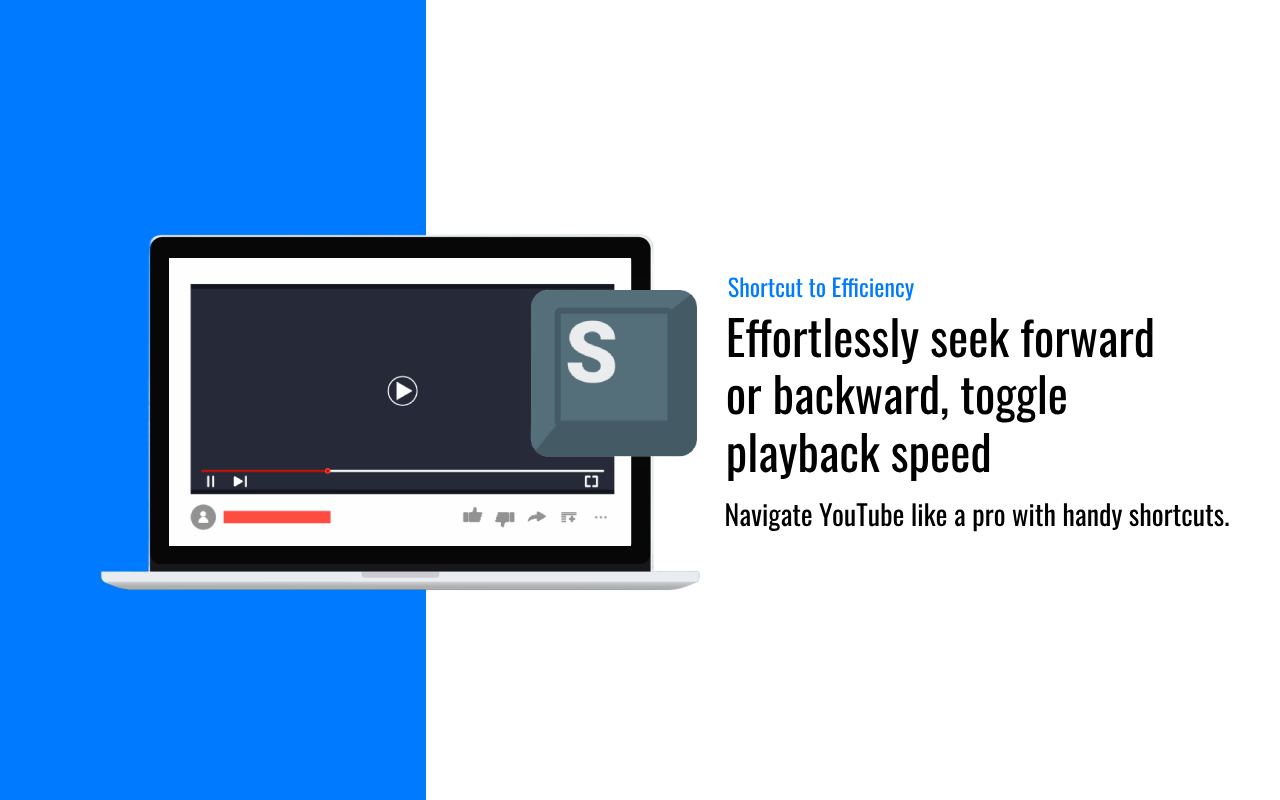 S
Shortcut to Efficiency
Effortlessly seek forward
or backward, toggle
playback speed
Navigate YouTube like a pro with handy shortcuts.